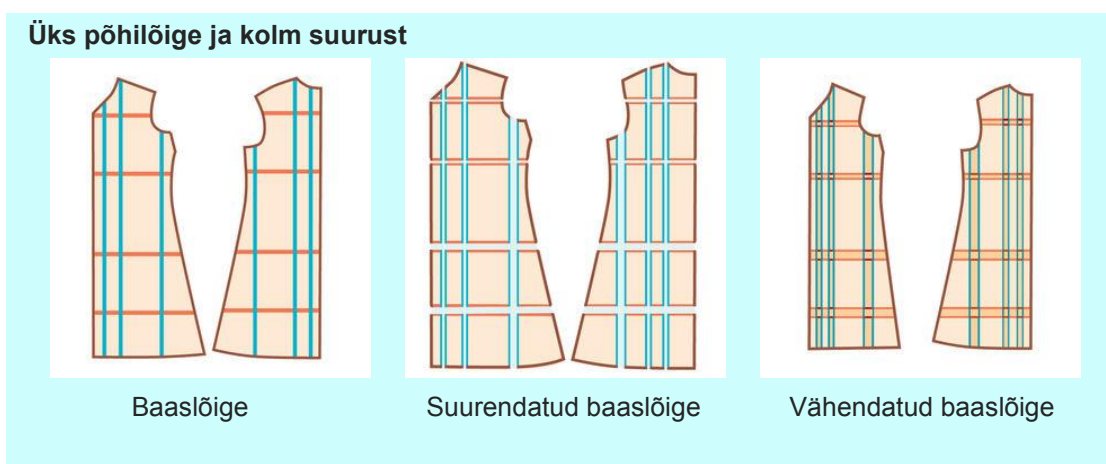 Üks põhilõige ja kolm suurust
Baaslõige
Suurendatud baaslõige
Vähendatud baaslõige